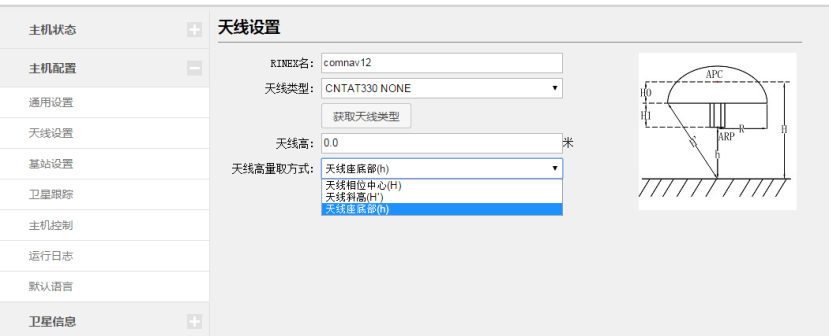 主机状态
主机配置
通用设置
天线设置
基站设置
卫星跟踪
主机控制
运行日志
默认语言
卫星信息
天线设置
RINEX名: comnav12
天线类型: CNTAT330 NONE
获取天线类型
天线高: 0.0 米
天线高量取方式: 天线座底部(h)
天线相位中心(H)
天线斜高(H')
天线座底部(h)
APC
H0
H1
R
H
ARP
h